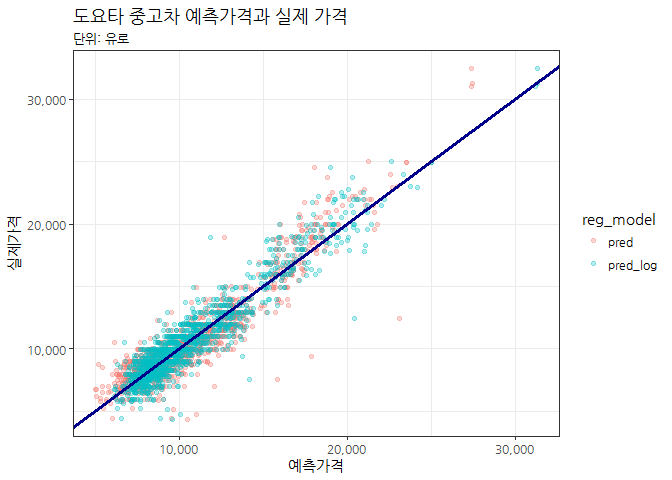 도요타 중고차 예측가격과 실제 가격
단위: 유로
실제가격
30,000
20,000
10,000
10,000
20,000
30,000
예측가격
reg_model
pred
pred_log